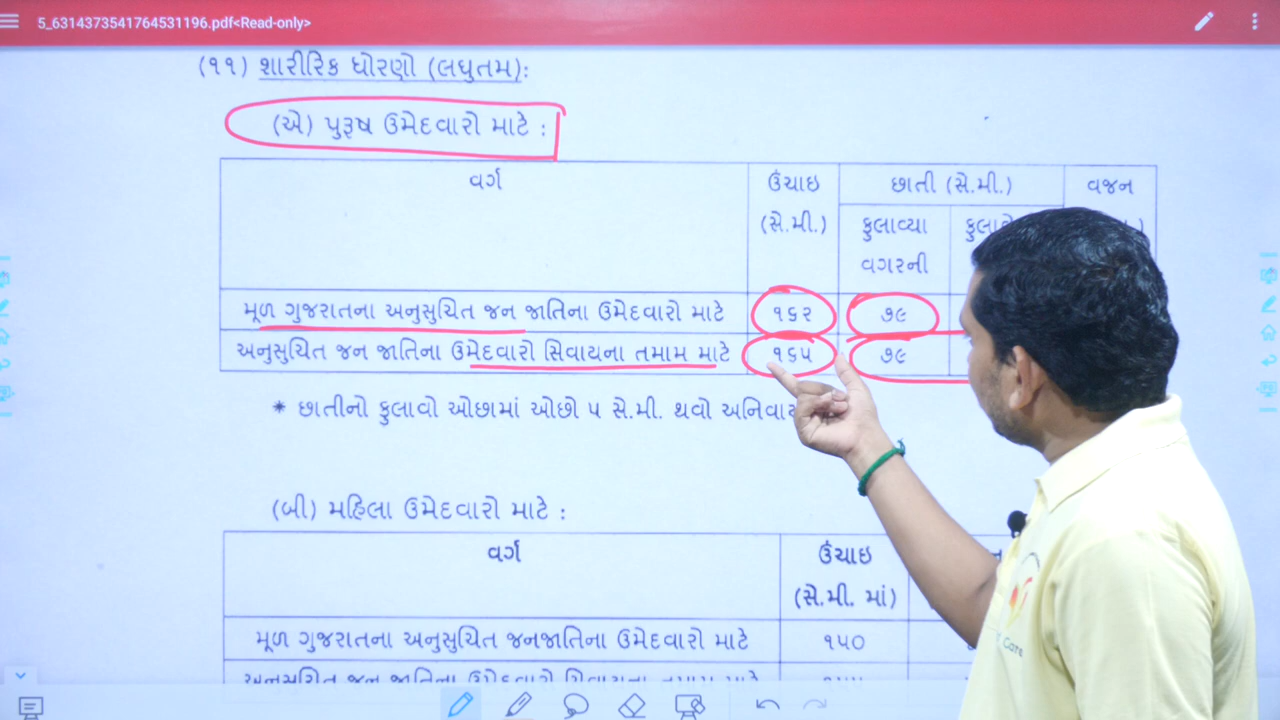 5_6314373541764531196.pdf<Read-only>
(૧૧) શારીરિક ધોરણો (લઘુતમ):
(એ) પુરૂષ ઉમેદવારો માટે :
વર્ગ ઉંચાઇ (સે.મી.) છાતી (સે.મી.) વજન
ફુલાવ્યા વગરની
મૂળ ગુજરાતના અનુસુચિત જન જાતિના ઉમેદવારો માટે ૧૬૨ ૭૯
અનુસુચિત જન જાતિના ઉમેદવારો સિવાયના તમામ માટે ૧૬૫ ૭૯
* છાતીનો ફુલાવો ઓછામાં ઓછો ૫ સે.મી. થવો
(બી) મહિલા ઉમેદવારો માટે :
વર્ગ ઉંચાઇ (સે.મી. માં)
મૂળ ગુજરાતના અનુસુચિત જનજાતિના ઉમેદવારો માટે ૧૫૦
Care